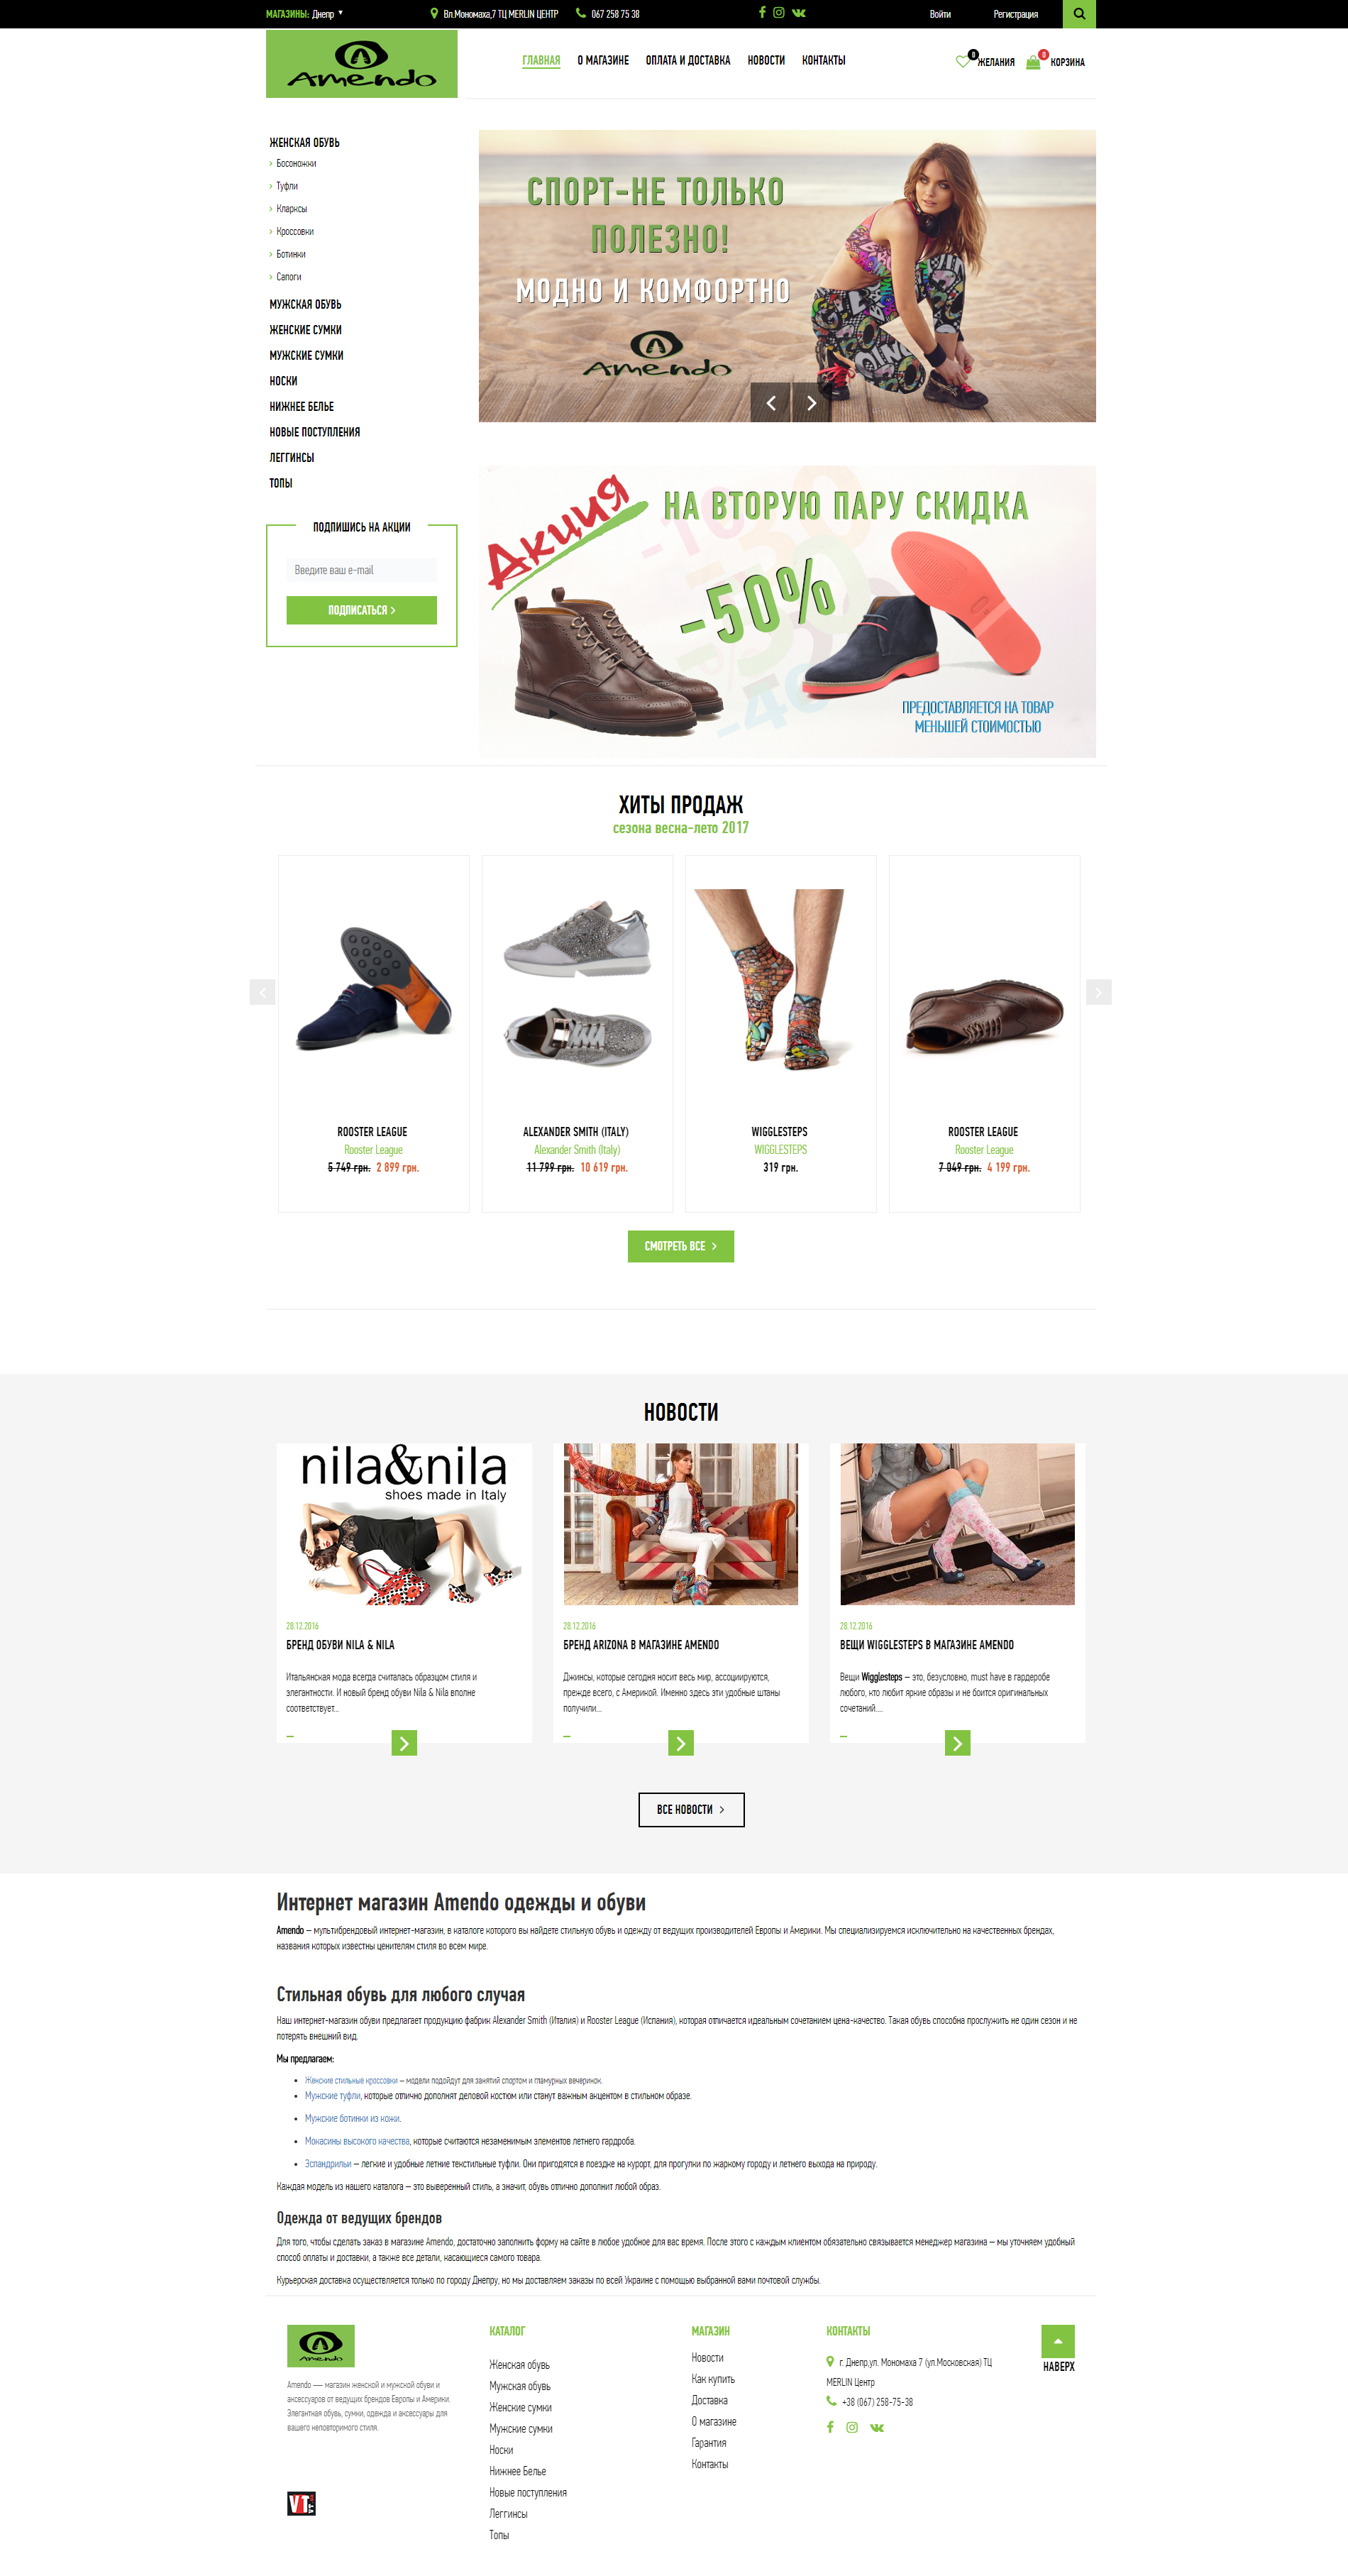 МАГАЗИНЫ: Днепр ▼ Вл.Мономаха,7 ТЦ MERLIN ЦЕНТР 067 258 75 38 Войти Регистрация
Amendo
ГЛАВНАЯ О МАГАЗИНЕ ОПЛАТА И ДОСТАВКА НОВОСТИ КОНТАКТЫ
0 ЖЕЛАНИЯ 0 КОРЗИНА
ЖЕНСКАЯ ОБУВЬ
Босоножки
Туфли
Кларксы
Кроссовки
Ботинки
Сапоги
МУЖСКАЯ ОБУВЬ
ЖЕНСКИЕ СУМКИ
МУЖСКИЕ СУМКИ
НОСКИ
НИЖНЕЕ БЕЛЬЕ
НОВЫЕ ПОСТУПЛЕНИЯ
ЛЕГГИНСЫ
ТОПЫ
ПОДПИШИСЬ НА АКЦИИ
Введите ваш e-mail
ПОДПИСАТЬСЯ
СПОРТ-НЕ ТОЛЬКО
ПОЛЕЗНО!
МОДНО И КОМФОРТНО
Amendo
Акция
НА ВТОРУЮ ПАРУ СКИДКА
-50%
ПРЕДОСТАВЛЯЕТСЯ НА ТОВАР
МЕНЬШЕЙ СТОИМОСТЬЮ
ХИТЫ ПРОДАЖ
сезона весна-лето 2017
ROOSTER LEAGUE
Rooster League
5 749 грн. 2 899 грн.
ALEXANDER SMITH (ITALY)
Alexander Smith (Italy)
11 799 грн. 10 619 грн.
WIGGLESTEPS
WIGGLESTEPS
319 грн.
ROOSTER LEAGUE
Rooster League
7 049 грн. 4 199 грн.
СМОТРЕТЬ ВСЕ
НОВОСТИ
nila&nila
shoes made in Italy
28.12.2016
БРЕНД ОБУВИ NILA & NILA
Итальянская мода всегда считалась образцом стиля и
элегантности. И новый бренд обуви Nila & Nila вполне
соответствует...
28.12.2016
БРЕНД ARIZONA В МАГАЗИНЕ AMENDO
Джинсы, которые сегодня носит весь мир, ассоциируются,
прежде всего, с Америкой. Именно здесь эти удобные штаны
получили...
28.12.2016
ВЕЩИ WIGGLESTEPS В МАГАЗИНЕ AMENDO
Вещи Wigglesteps – это, безусловно, must have в гардеробе
любого, кто любит яркие образы и не боится оригинальных
сочетаний....
ВСЕ НОВОСТИ
Интернет магазин Amendo одежды и обуви
Amendo – мультибрендовый интернет-магазин, в каталоге которого вы найдете стильную обувь и одежду от ведущих производителей Европы и Америки. Мы специализируемся исключительно на качественных брендах,
названия которых известны ценителям стиля во всем мире.
Стильная обувь для любого случая
Наш интернет-магазин обуви предлагает продукцию фабрик Alexander Smith (Италия) и Rooster League (Испания), которая отличается идеальным сочетанием цена-качество. Такая обувь способна прослужить не один сезон и не
потерять внешний вид.
Мы предлагаем:
• Женские стильные кроссовки – модели подойдут для занятий спортом и гламурных вечеринок.
• Мужские туфли, которые отлично дополнят деловой костюм или станут важным акцентом в стильном образе.
• Мужские ботинки из кожи.
• Мокасины высокого качества, которые считаются незаменимым элементов летнего гардроба.
• Эспандрильи – легкие и удобные летние текстильные туфли. Они пригодятся в поездке на курорт, для прогулки по жаркому городу и летнего выхода на природу.
Каждая модель из нашего каталога – это выверенный стиль, а значит, обувь отлично дополнит любой образ.
Одежда от ведущих брендов
Для того, чтобы сделать заказ в магазине Amendo, достаточно заполнить форму на сайте в любое удобное для вас время. После этого с каждым клиентом обязательно связывается менеджер магазина – мы уточняем удобный
способ оплаты и доставки, а также все детали, касающиеся самого товара.
Курьерская доставка осуществляется только по городу Днепру, но мы доставляем заказы по всей Украине с помощью выбранной вами почтовой службы.
Amendo
Amendo — магазин женской и мужской обуви и
аксессуаров от ведущих брендов Европы и Америки.
Элегантная обувь, сумки, одежда и аксессуары для
вашего неповторимого стиля.
VT
КАТАЛОГ
Женская обувь
Мужская обувь
Женские сумки
Мужские сумки
Носки
Нижнее Белье
Новые поступления
Леггинсы
Топы
МАГАЗИН
Новости
Как купить
Доставка
О магазине
Гарантия
Контакты
КОНТАКТЫ
г. Днепр,ул. Мономаха 7 (ул.Московская) ТЦ
MERLIN Центр
+38 (067) 258-75-38
НАВЕРХ